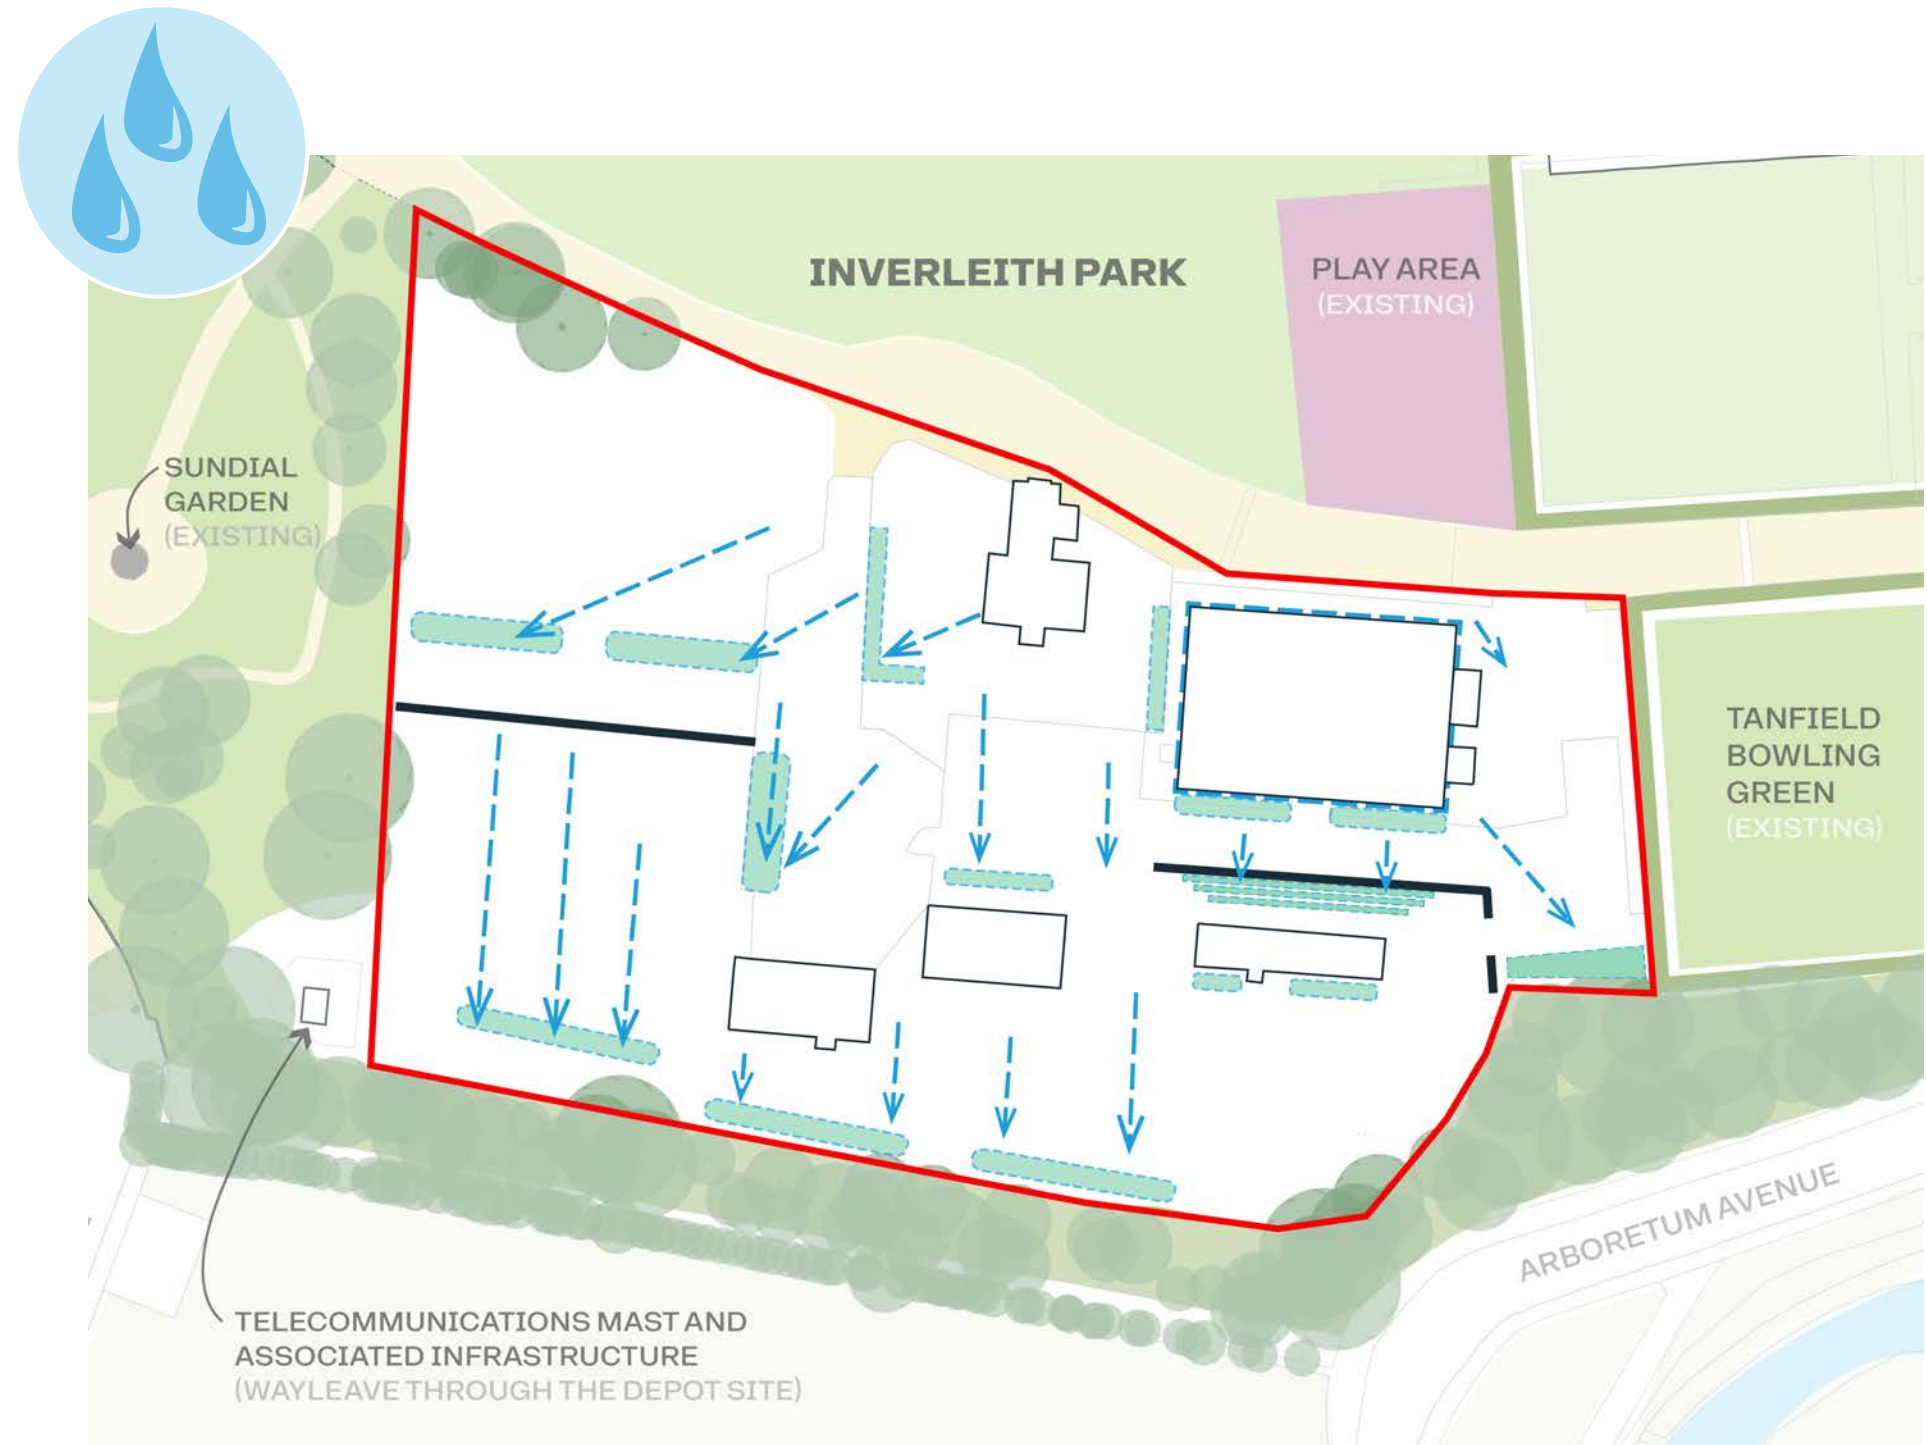 INVERLEITH PARK
PLAY AREA
(EXISTING)
SUNDIAL
GARDEN
(EXISTING)
TANFIELD
BOWLING
GREEN
(EXISTING)
ARBORETUM AVENUE
TELECOMMUNICATIONS MAST AND
ASSOCIATED INFRASTRUCTURE
(WAYLEAVE THROUGH THE DEPOT SITE)